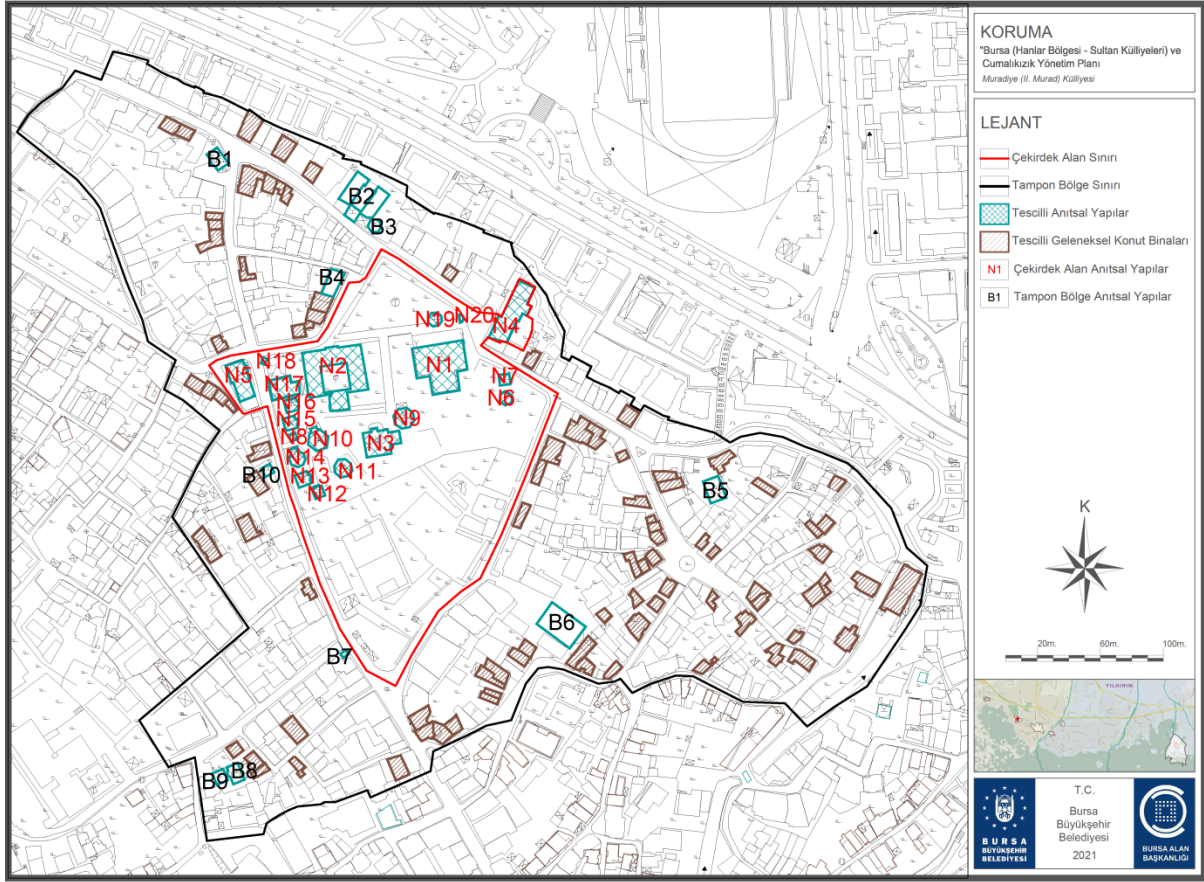 KORUMA
"Bursa (Hanlar Bölgesi - Sultan Külliyeleri) ve
Cumalıkızık Yönetim Planı
Muradiye (II. Murad) Külliyesi
LEJANT
Çekirdek Alan Sınırı
Tampon Bölge Sınırı
Tescilli Anıtsal Yapılar
Tescilli Geleneksel Konut Binaları
N1 Çekirdek Alan Anıtsal Yapılar
B1 Tampon Bölge Anıtsal Yapılar
B1
B2
B3
B4
N19
N20
N4
N18
N5
N2
N1
N17
N7
N16
N6
N15
N9
N8
N10
N3
N14
N11
B10
N13
N12
B5
B6
B7
B9
B8
K
20m. 60m. 100m.
YILDIRIM
BURSA
BÜYÜKŞEHİR
BELEDİYESİ
T.C.
Bursa
Büyükşehir
Belediyesi
2021
BURSA ALAN
BAŞKANLIĞI